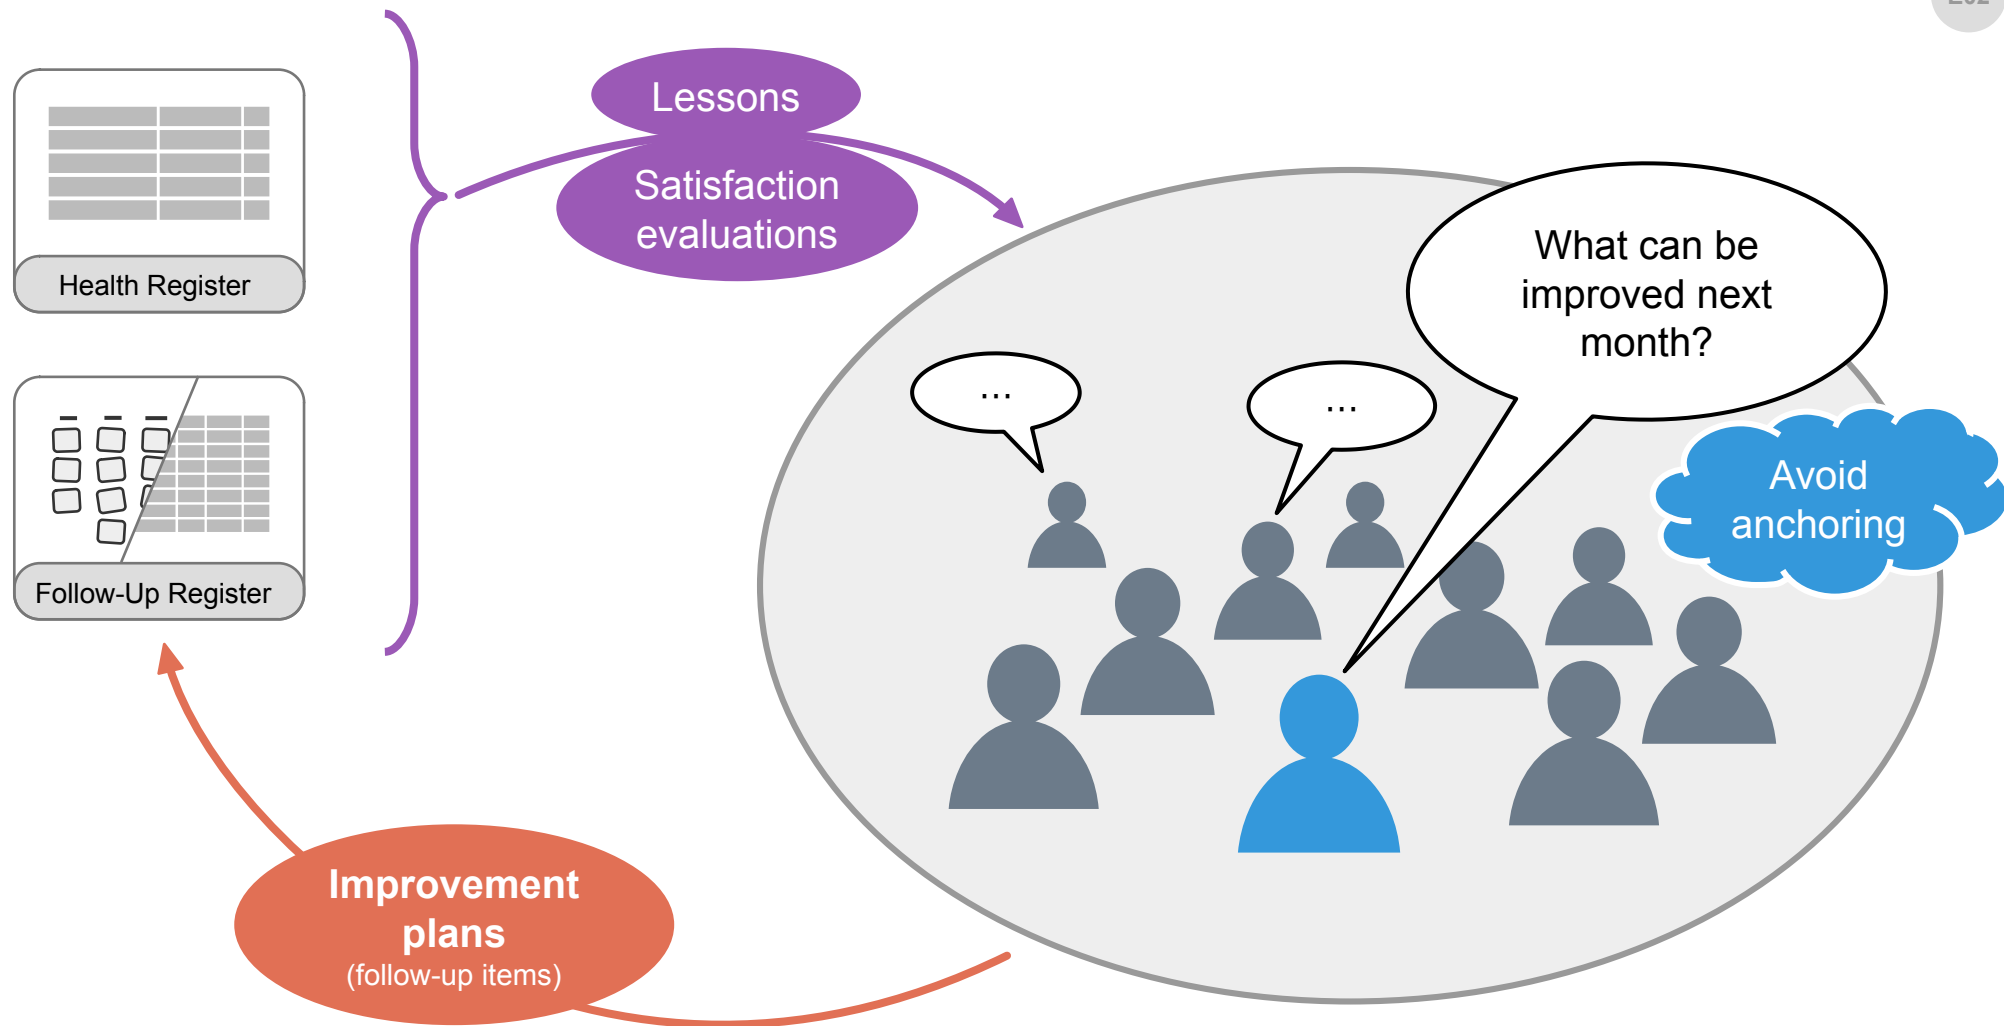 Health Register
Follow-Up Register
Lessons
Satisfaction
evaluations
What can be
improved next
month?
...
...
Avoid
anchoring
Improvement
plans
(follow-up items)